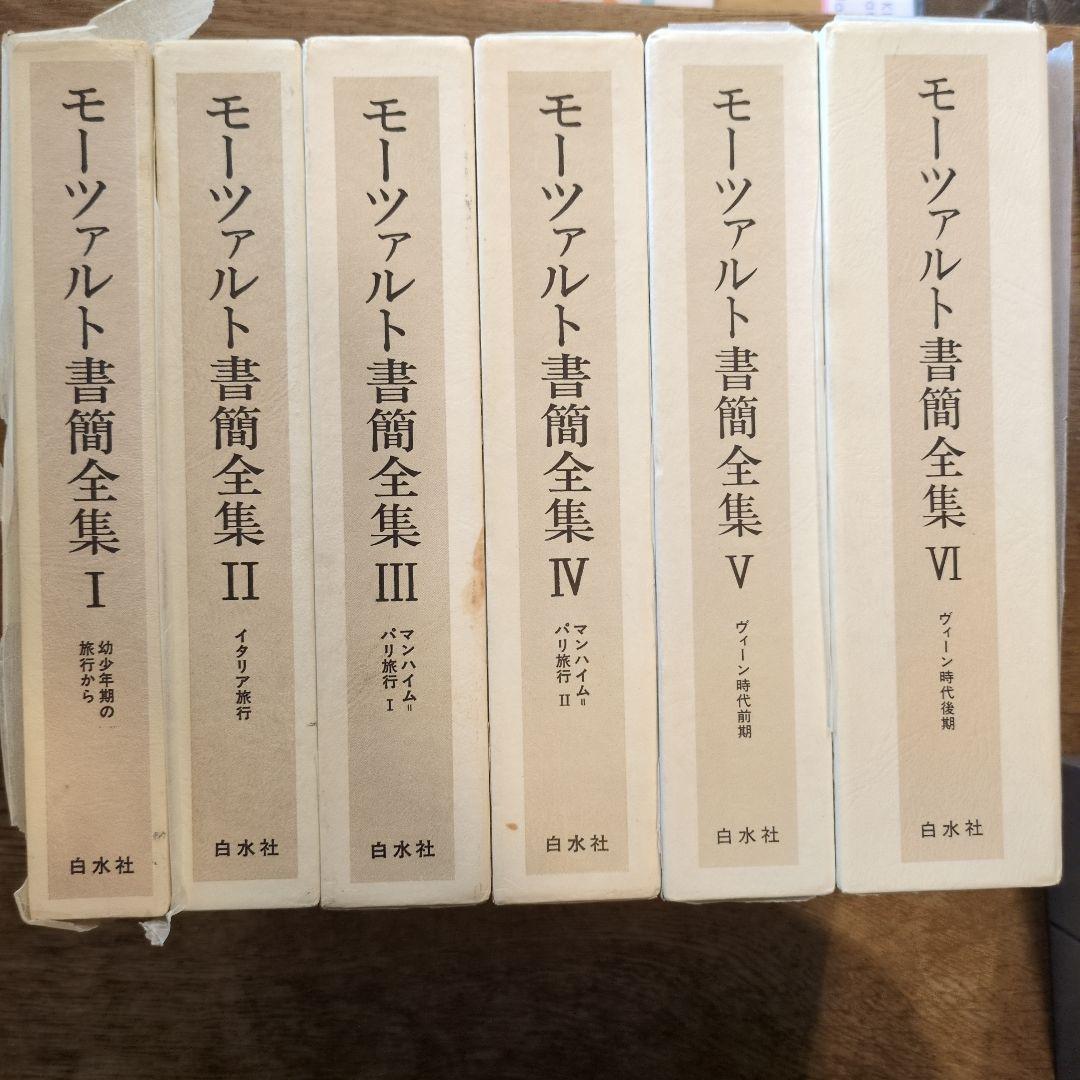 モーツァルト書簡全集 I
幼少年期の
旅行から
白水社
モーツァルト書簡全集 II
イタリア旅行
白水社
モーツァルト書簡全集 III
マンハイム=
パリ旅行 I
白水社
モーツァルト書簡全集 IV
マンハイム=
パリ旅行 II
白水社
モーツァルト書簡全集 V
ヴィーン時代前期
白水社
モーツァルト書簡全集 VI
ヴィーン時代後期
白水社